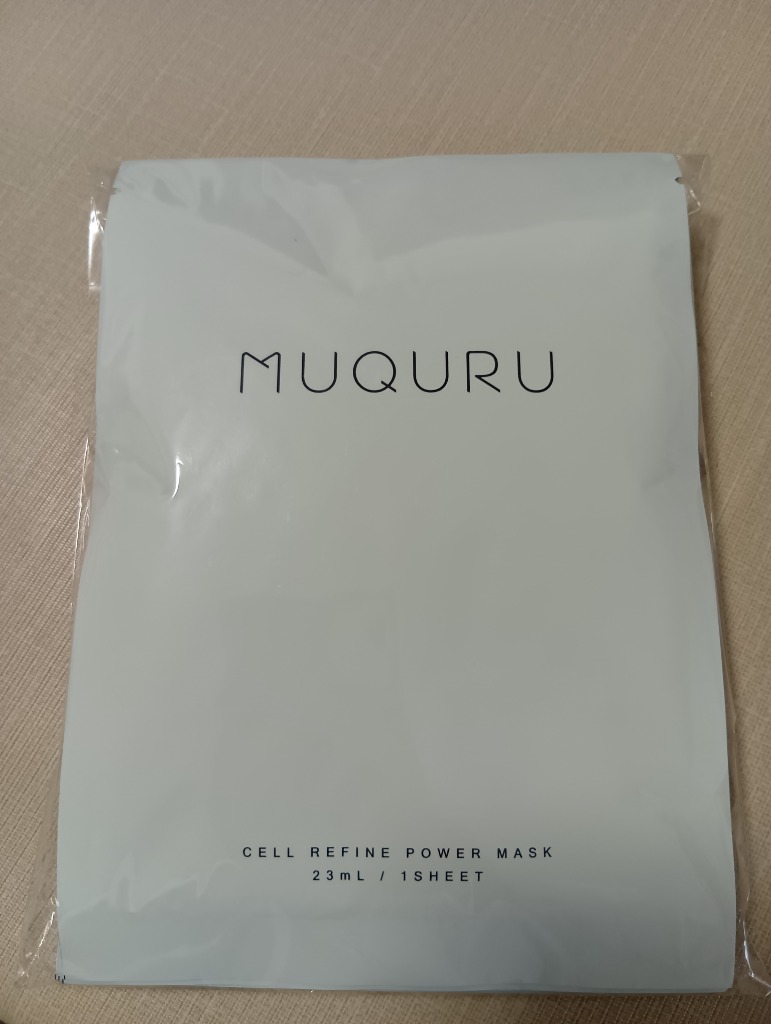 MUQURU
CELL REFINE POWER MASK
23mL / 1SHEET